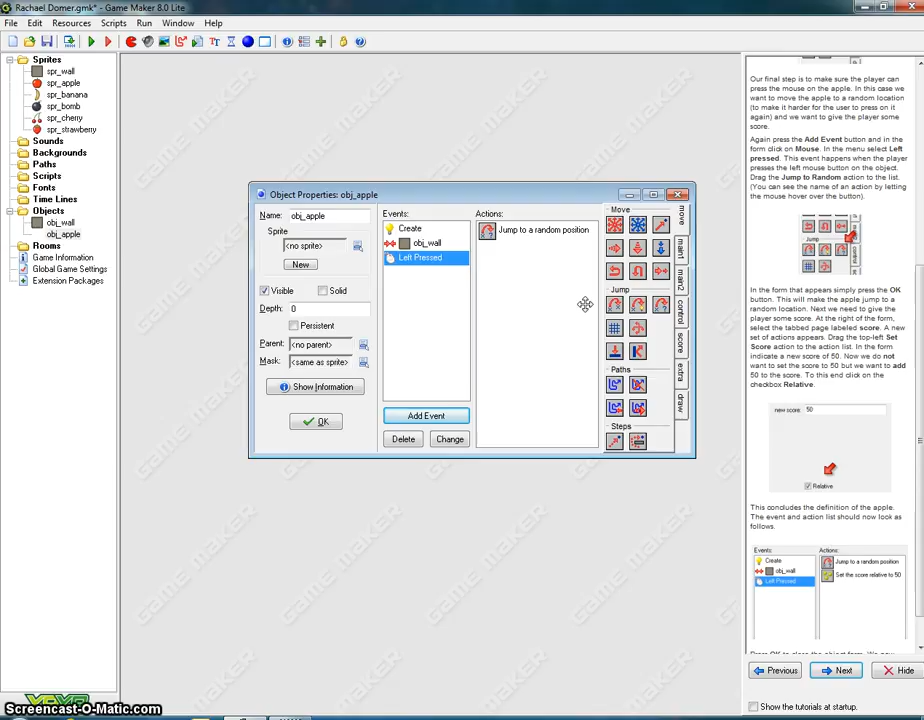 Rachael Domer.gmk* - Game Maker 8.0 Lite
File Edit Resources Scripts Run Window Help
Sprites
spr_wall
spr_apple
spr_banana
spr_bomb
spr_cherry
spr_strawberry
Sounds
Backgrounds
Paths
Scripts
Fonts
Time Lines
Objects
obj_wall
obj_apple
Rooms
Game Information
Global Game Settings
Extension Packages
Object Properties: obj_apple
Name: obj_apple
Sprite
<no sprite>
New
Visible Solid
Depth: 0
Persistent
Parent: <no parent>
Mask: <same as sprite>
Show Information
OK
Events:
Create
obj_wall
Left Pressed
Add Event
Delete Change
Actions:
Jump to a random position
Move
Jump
Paths
Steps
move
main1
main2
control
score
extra
draw
Our final step is to make sure the player can
press the mouse on the apple. In this case we
want to move the apple to a random location
(to make it harder for the user to press on it
again) and we want to give the player some
score.
Again press the Add Event button and in the
form click on Mouse. In the menu select Left
pressed. This event happens when the player
presses the left mouse button on the object.
Drag the Jump to Random action to the list.
(You can see the name of an action by letting
the mouse hover over the button.)
Jump
In the form that appears simply press the OK
button. This will make the apple jump to a
random location. Next we need to give the
player some score. At the right of the form,
select the tabbed page labeled score. A new
set of actions appears. Drag the top-left Set
Score action to the action list. In the form
indicate a new score of 50. Now we do not
want to set the score to 50 but we want to add
50 to the score. To this end click on the
checkbox Relative.
new score: 50
Relative
This concludes the definition of the apple.
The event and action list should now look as
follows.
Events:
Create
obj_wall
Left Pressed
Actions:
Jump to a random position
Set the score relative to 50
Previous Next Hide
Show the tutorials at startup.
Screencast-O-Matic.com
GAME MAKER